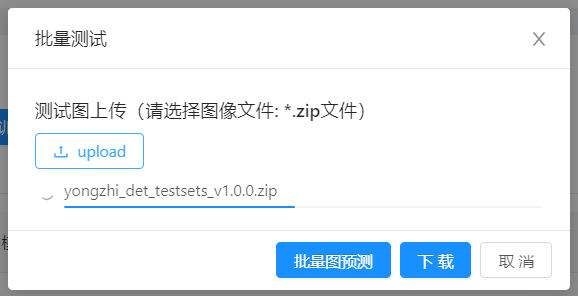 批量测试
测试图上传（请选择图像文件: *.zip文件）
upload
yongzhi_det_testsets_v1.0.0.zip
批量图预测
下 载
取 消